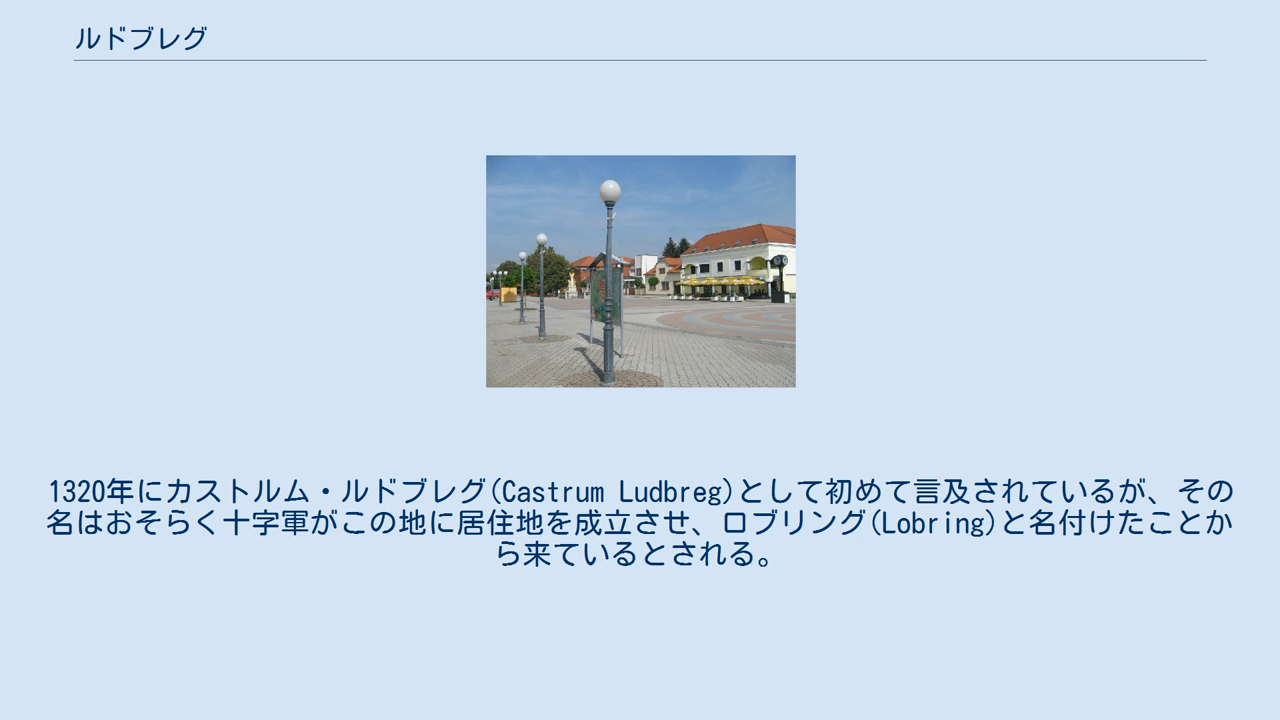 ルドブレグ
1320年にカストルム・ルドブレグ(Castrum Ludbreg)として初めて言及されているが、その
名はおそらく十字軍がこの地に居住地を成立させ、ロブリング(Lobring)と名付けたことか
ら来ているとされる。